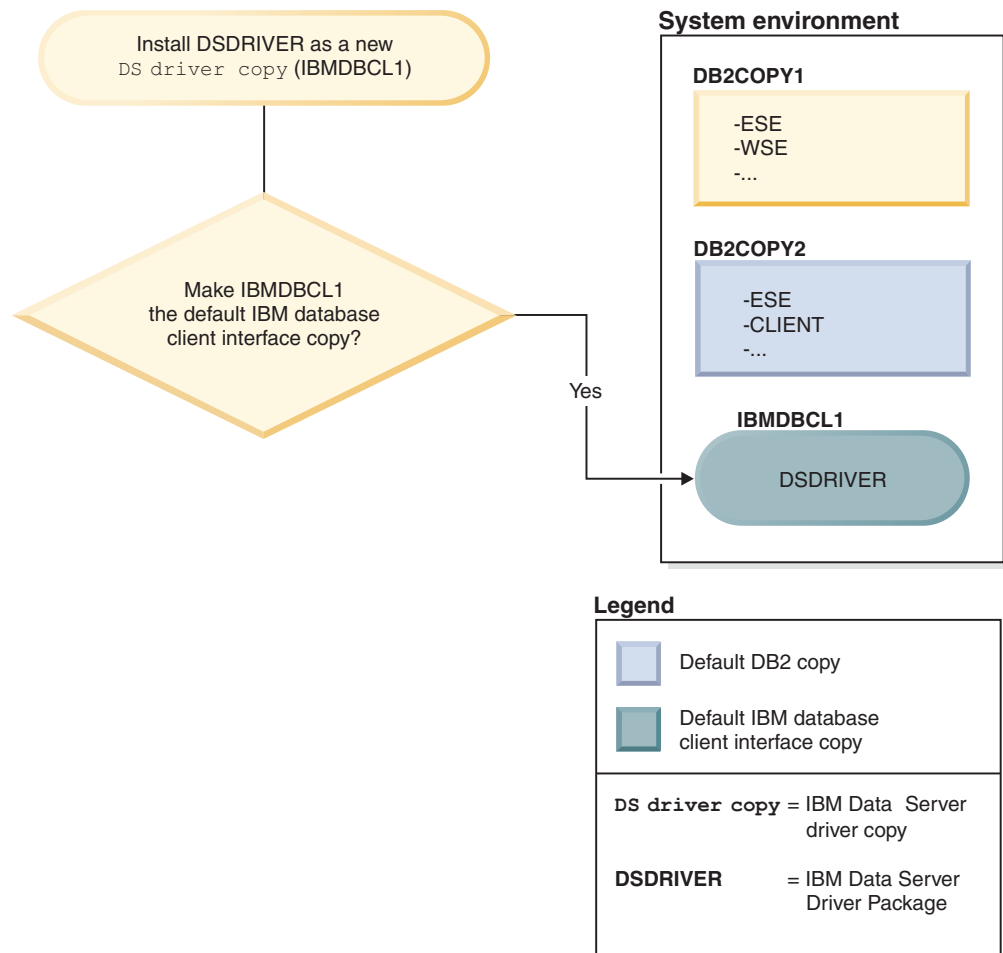 Install DSDRIVER as a new
DS driver copy (IBMDBCL1)
Make IBMDBCL1
the default IBM database
client interface copy?
Yes
System environment
DB2COPY1
-ESE
-WSE
-...
DB2COPY2
-ESE
-CLIENT
-...
IBMDBCL1
DSDRIVER
Legend
Default DB2 copy
Default IBM database
client interface copy
DS driver copy = IBM Data Server
driver copy
DSDRIVER = IBM Data Server
Driver Package